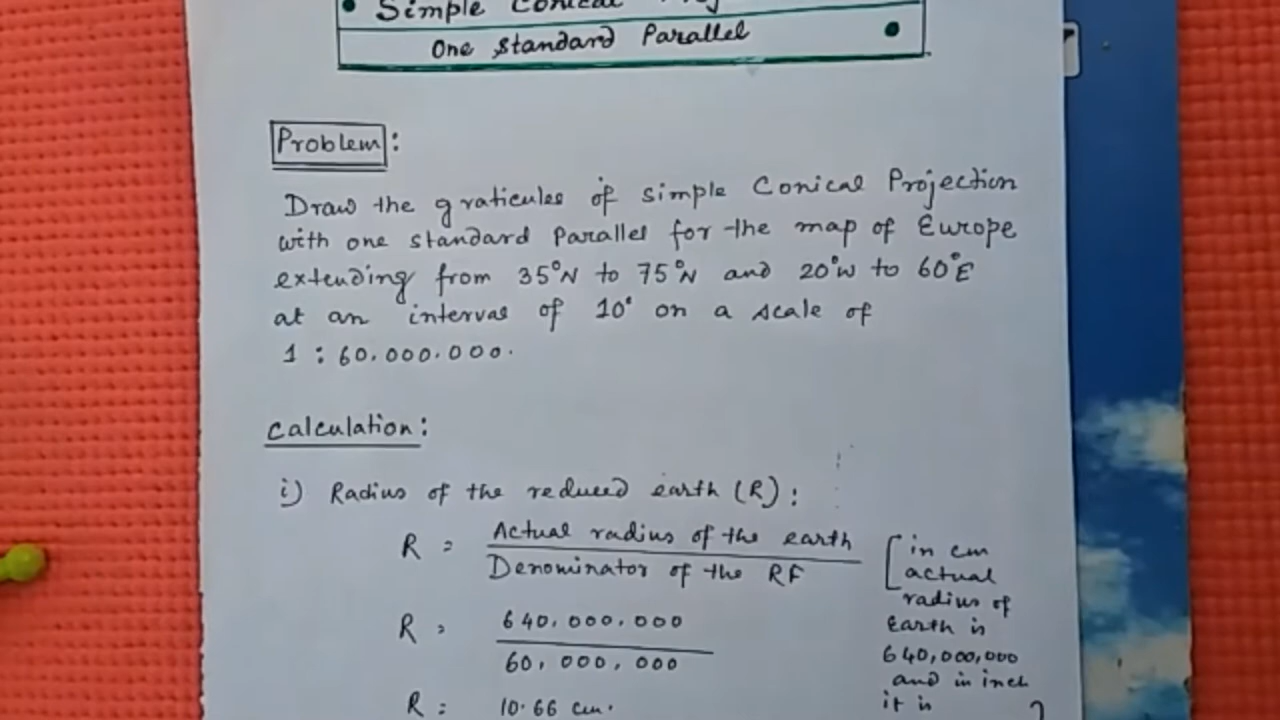 • Simple Conical
One Standard Parallel •
Problem:
Draw the graticules of simple Conical Projection
with one standard Parallel for the map of Europe
extending from 35°N to 75°N and 20°W to 60°E
at an interval of 10° on a scale of
1 : 60,000,000.
Calculation:
i) Radius of the reduced earth (R):
R = Actual radius of the earth
Denominator of the RF
R = 640,000,000
60,000,000
R = 10.66 cm.
[in cm
actual
radius of
Earth is
640,000,000
and in inch
it is ]